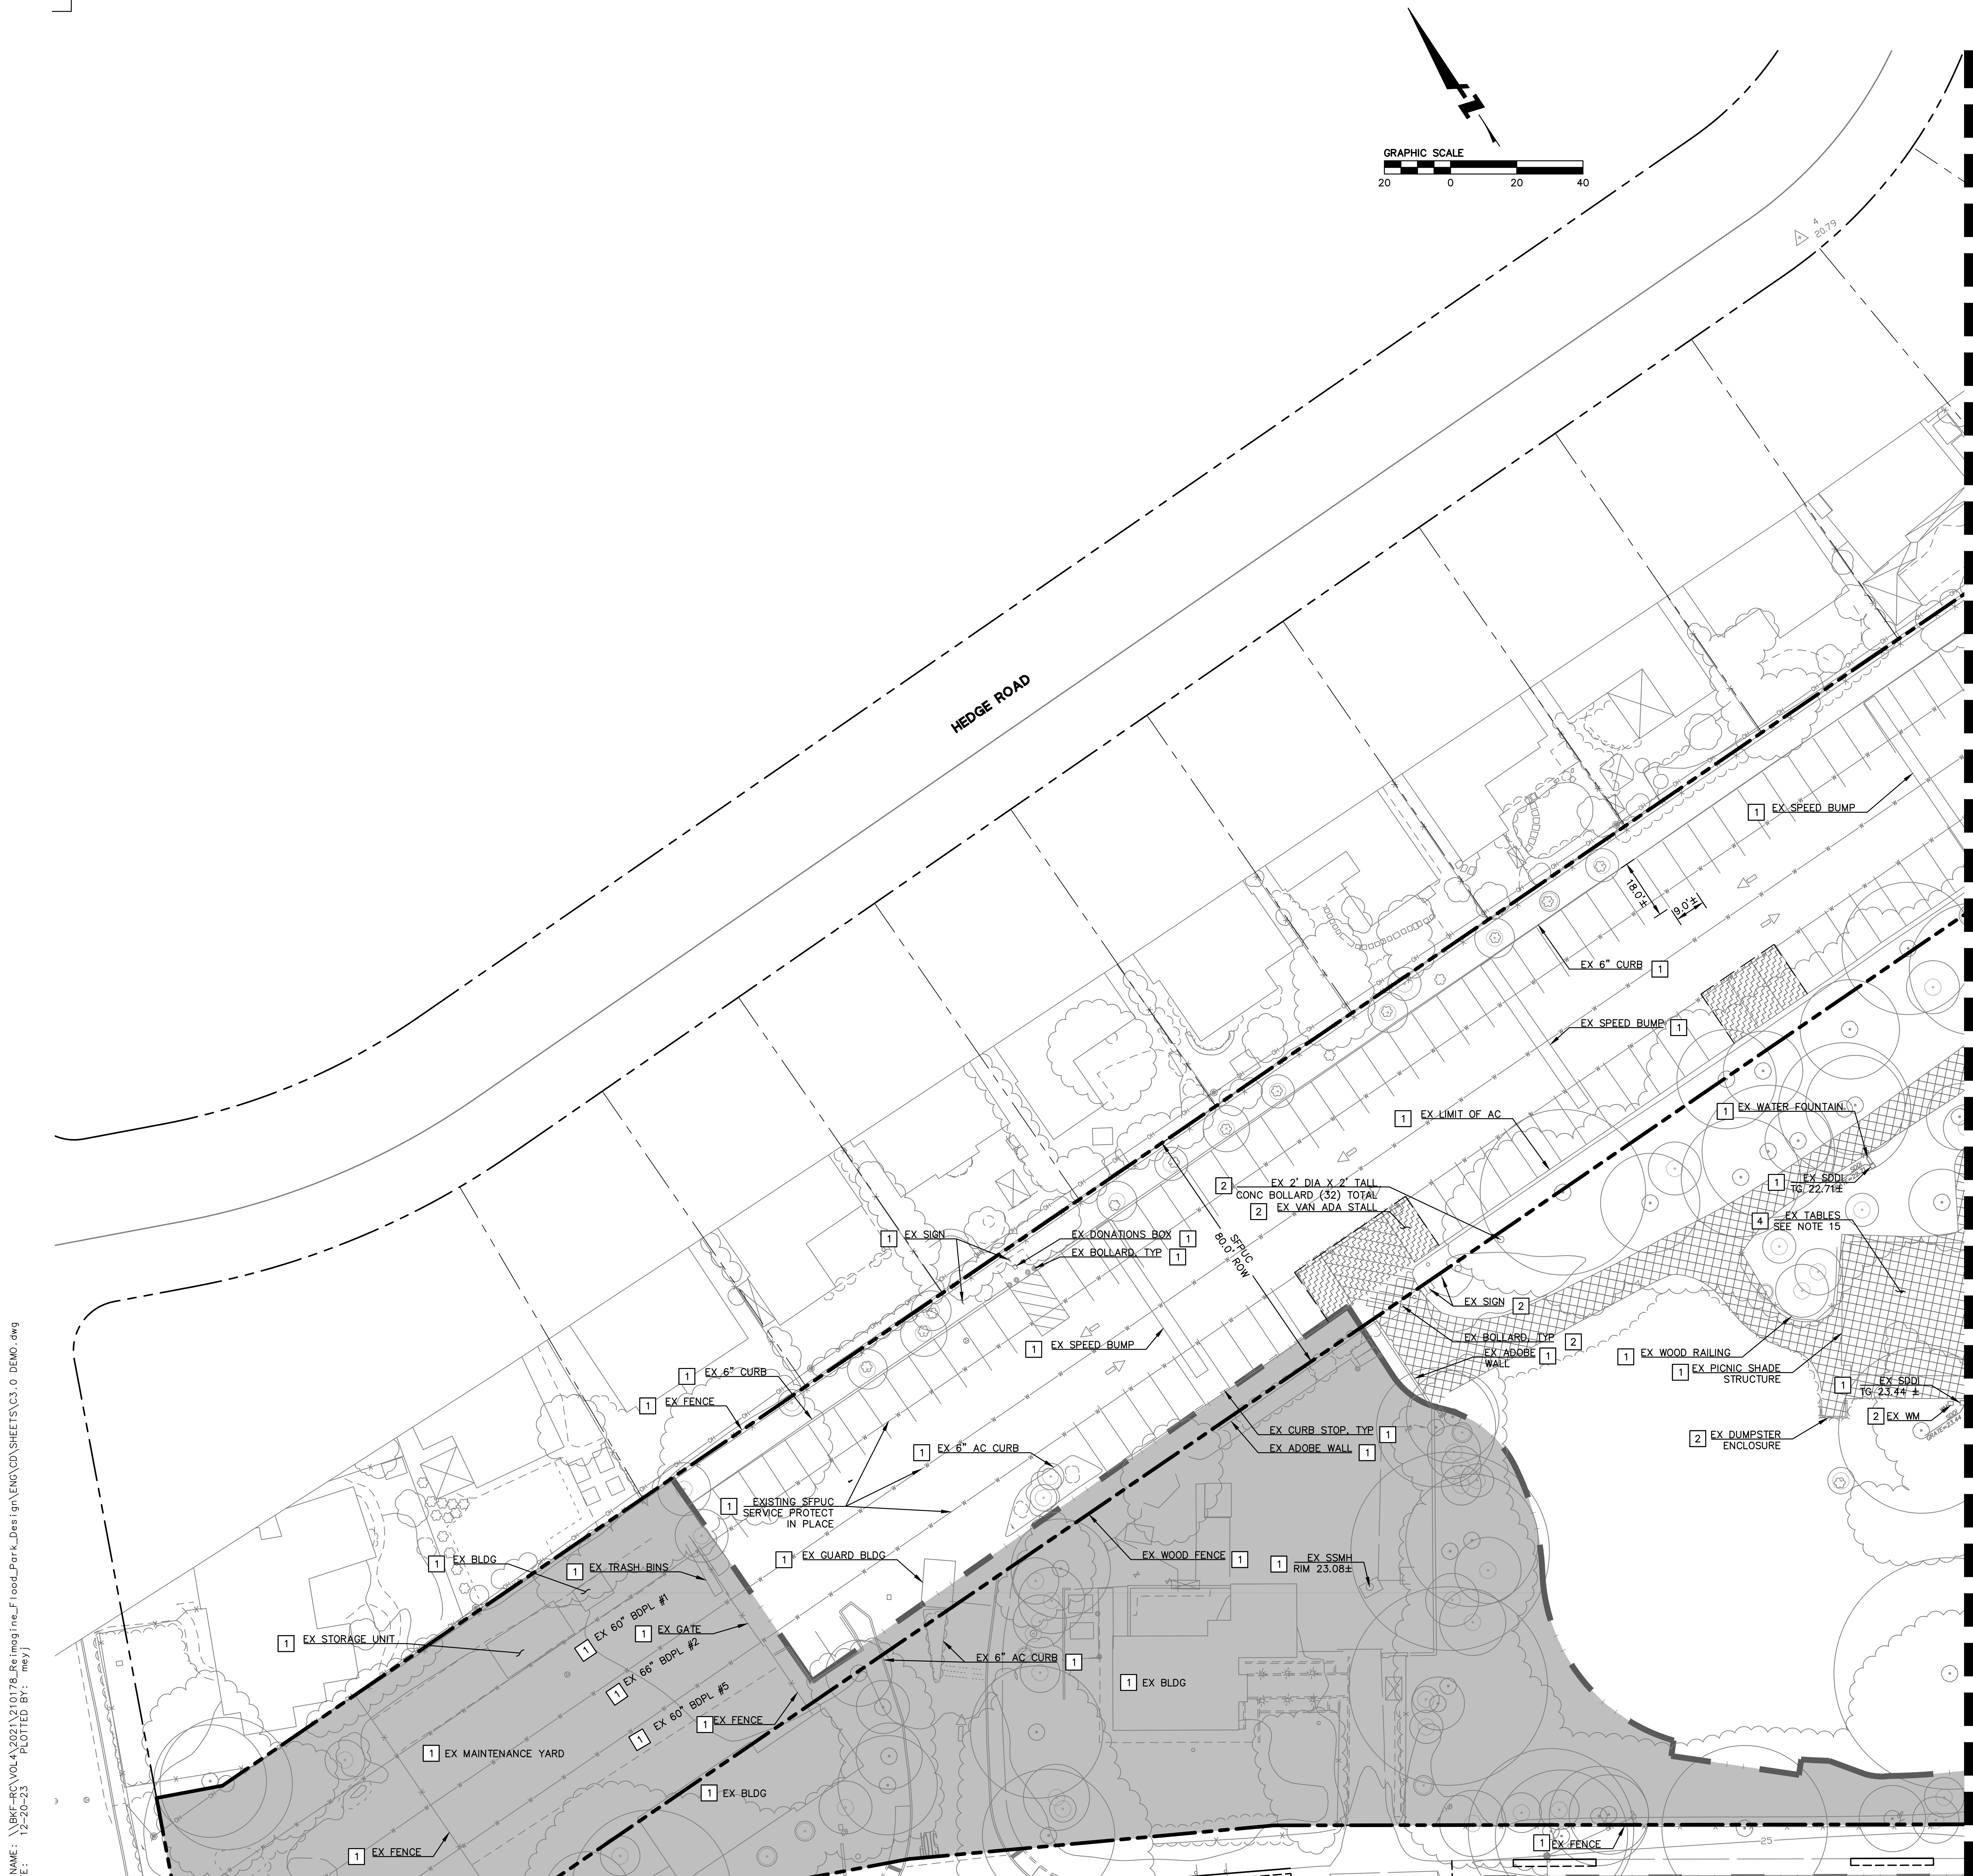 GRAPHIC SCALE
20 0 20 40
4
20.79
HEDGE ROAD
1 EX SPEED BUMP
18.0'±
9.0'±
EX 6" CURB 1
EX SPEED BUMP 1
1 EX LIMIT OF AC
1 EX WATER FOUNTAIN
1 EX SDDI
TG 22.71±
2 EX 2' DIA X 2' TALL
CONC BOLLARD (32) TOTAL
2 EX VAN ADA STALL
4 EX TABLES
SEE NOTE 15
1 EX SIGN
EX DONATIONS BOX 1
EX BOLLARD, TYP 1
SFPUC
80.0' ROW
EX SIGN 2
1 EX SPEED BUMP
EX BOLLARD, TYP 2
EX ADOBE 1
WALL
1 EX WOOD RAILING
1 EX PICNIC SHADE
STRUCTURE
1 EX 6" CURB
1 EX FENCE
1 EX SDDI
TG 23.44 ±
2 EX WM
SDDI
GRATE=23.44
EX CURB STOP, TYP 1
EX ADOBE WALL 1
2 EX DUMPSTER
ENCLOSURE
1 EX 6" AC CURB
1 EXISTING SFPUC
SERVICE PROTECT
IN PLACE
1 EX BLDG
1 EX TRASH BINS
1 EX GUARD BLDG
EX WOOD FENCE 1
1 EX SSMH
RIM 23.08±
1 EX 60" BDPL #1
1 EX GATE
1 EX STORAGE UNIT
1 EX 66" BDPL #2
EX 6" AC CURB 1
1 EX BLDG
1 EX 60" BDPL #5
1 EX FENCE
1 EX MAINTENANCE YARD
1 EX BLDG
1 EX FENCE
1 EX FENCE
25
NAME: \\BKF-RC\VOL4\2021\210178_Reimagine_Flood_Park_Design\ENG\CD\SHEETS\C3.0 DEMO.dwg
E: 12-20-23 PLOTTED BY: meyj